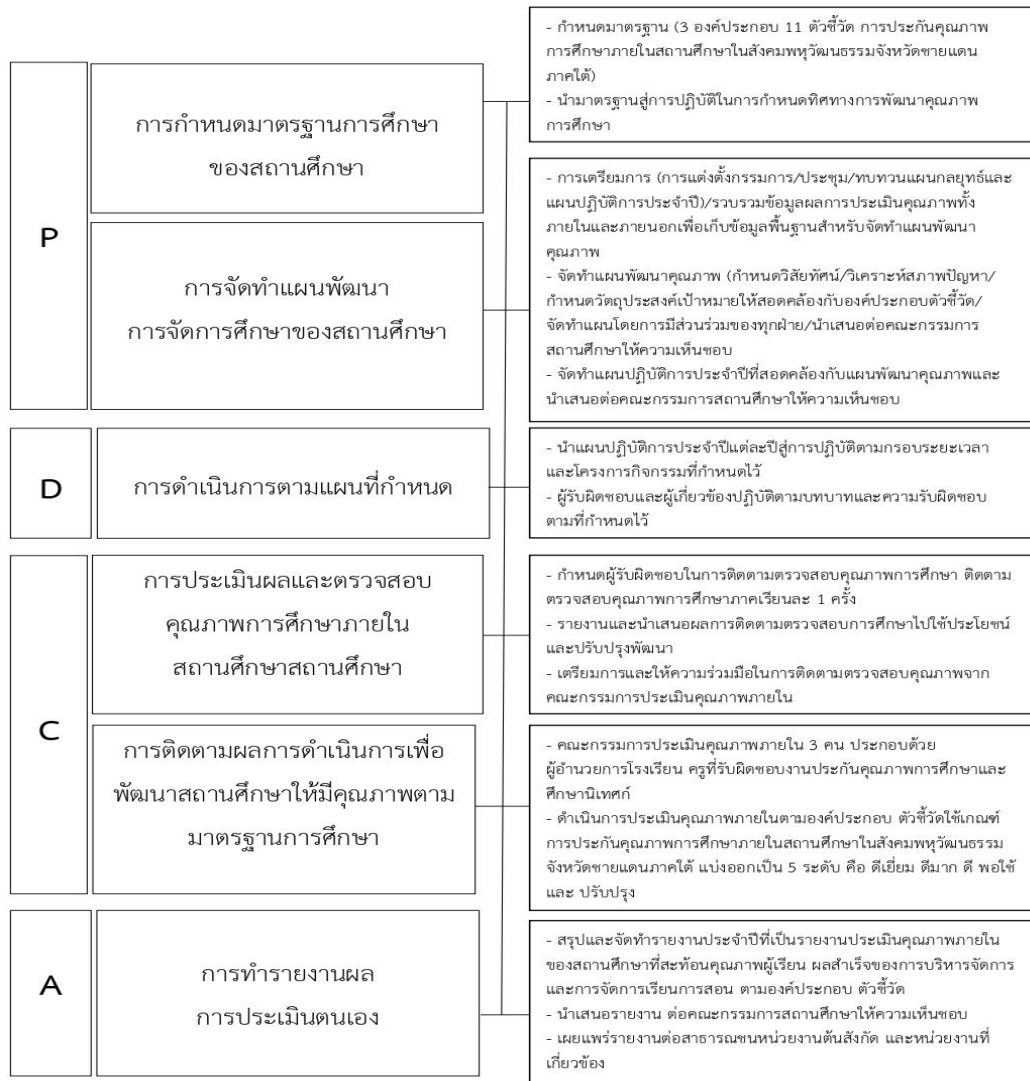 P
การกำหนดมาตรฐานการศึกษา
ของสถานศึกษา
- กำหนดมาตรฐาน (3 องค์ประกอบ 11 ตัวชี้วัด การประกันคุณภาพ
การศึกษาภายในสถานศึกษาในสังคมพหุวัฒนธรรมจังหวัดชายแดน
ภาคใต้)
- นำมาตรฐานสู่การปฏิบัติในการกำหนดทิศทางการพัฒนาคุณภาพ
การศึกษา
การจัดทำแผนพัฒนา
การจัดการศึกษาของสถานศึกษา
- การเตรียมการ (การแต่งตั้งกรรมการ/ประชุม/ทบทวนแผนกลยุทธ์และ
แผนปฏิบัติการประจำปี)/รวบรวมข้อมูลผลการประเมินคุณภาพทั้ง
ภายในและภายนอกเพื่อเก็บข้อมูลพื้นฐานสำหรับจัดทำแผนพัฒนา
คุณภาพ
- จัดทำแผนพัฒนาคุณภาพ (กำหนดวิสัยทัศน์/วิเคราะห์สภาพปัญหา/
กำหนดวัตถุประสงค์เป้าหมายให้สอดคล้องกับองค์ประกอบตัวชี้วัด/
จัดทำแผนโดยการมีส่วนร่วมของทุกฝ่าย/นำเสนอต่อคณะกรรมการ
สถานศึกษาให้ความเห็นชอบ
- จัดทำแผนปฏิบัติการประจำปีที่สอดคล้องกับแผนพัฒนาคุณภาพและ
นำเสนอต่อคณะกรรมการสถานศึกษาให้ความเห็นชอบ
D
การดำเนินการตามแผนที่กำหนด
- นำแผนปฏิบัติการประจำปีแต่ละปีสู่การปฏิบัติตามกรอบระยะเวลา
และโครงการกิจกรรมที่กำหนดไว้
- ผู้รับผิดชอบและผู้เกี่ยวข้องปฏิบัติตามบทบาทและความรับผิดชอบ
ตามที่กำหนดไว้
C
การประเมินผลและตรวจสอบ
คุณภาพการศึกษาภายใน
สถานศึกษาสถานศึกษา
- กำหนดผู้รับผิดชอบในการติดตามตรวจสอบคุณภาพการศึกษา ติดตาม
ตรวจสอบคุณภาพการศึกษาภาคเรียนละ 1 ครั้ง
- รายงานและนำเสนอผลการติดตามตรวจสอบการศึกษาไปใช้ประโยชน์
และปรับปรุงพัฒนา
- เตรียมการและให้ความร่วมมือในการติดตามตรวจสอบคุณภาพจาก
คณะกรรมการประเมินคุณภาพภายใน
การติดตามผลการดำเนินการเพื่อ
พัฒนาสถานศึกษาให้มีคุณภาพตาม
มาตรฐานการศึกษา
- คณะกรรมการประเมินคุณภาพภายใน 3 คน ประกอบด้วย
ผู้อำนวยการโรงเรียน ครูที่รับผิดชอบงานประกันคุณภาพการศึกษาและ
ศึกษานิเทศก์
- ดำเนินการประเมินคุณภาพภายในตามองค์ประกอบ ตัวชี้วัดใช้เกณฑ์
การประกันคุณภาพการศึกษาภายในสถานศึกษาในสังคมพหุวัฒนธรรม
จังหวัดชายแดนภาคใต้ แบ่งออกเป็น 5 ระดับ คือ ดีเยี่ยม ดีมาก ดี พอใช้
และ ปรับปรุง
A
การทำรายงานผล
การประเมินตนเอง
- สรุปและจัดทำรายงานประจำปีที่เป็นรายงานประเมินคุณภาพภายใน
ของสถานศึกษาที่สะท้อนคุณภาพผู้เรียน ผลสำเร็จของการบริหารจัดการ
และการจัดการเรียนการสอน ตามองค์ประกอบ ตัวชี้วัด
- นำเสนอรายงาน ต่อคณะกรรมการสถานศึกษาให้ความเห็นชอบ
- เผยแพร่รายงานต่อสาธารณชนหน่วยงานต้นสังกัด และหน่วยงานที่
เกี่ยวข้อง